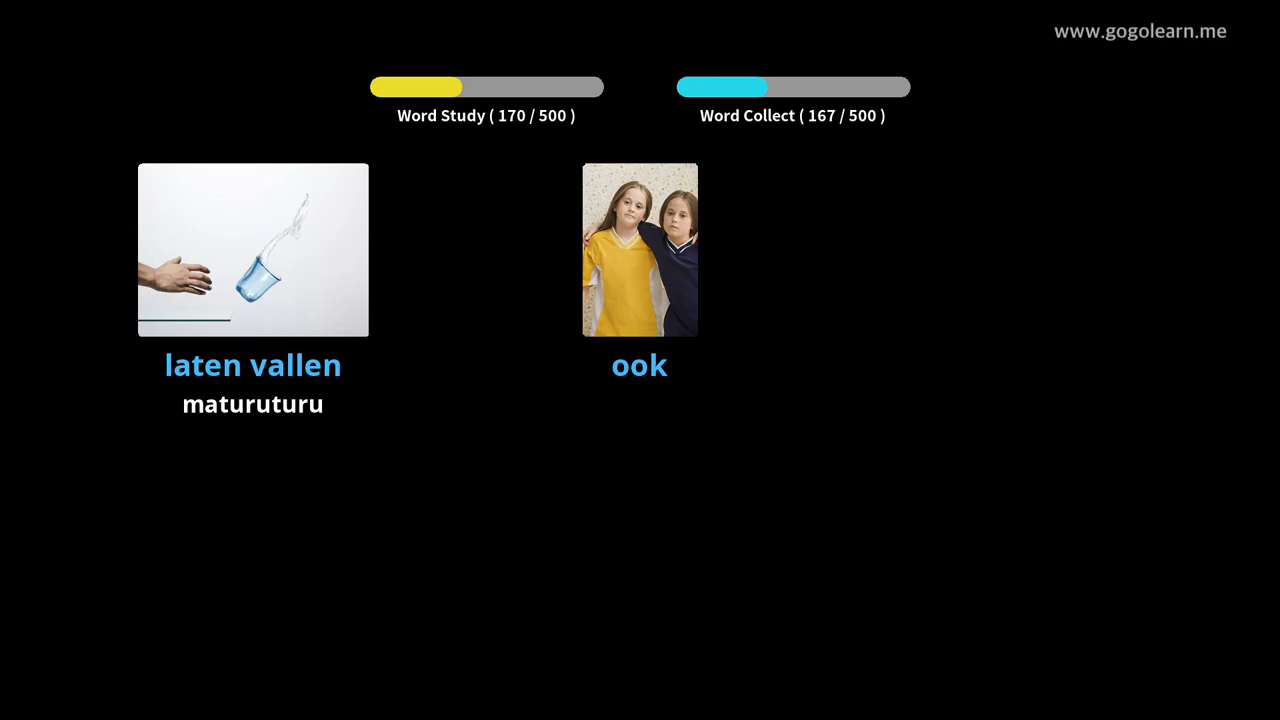 www.gogolearn.me
Word Study ( 170 / 500 )
Word Collect ( 167 / 500 )
laten vallen
maturuturu
ook